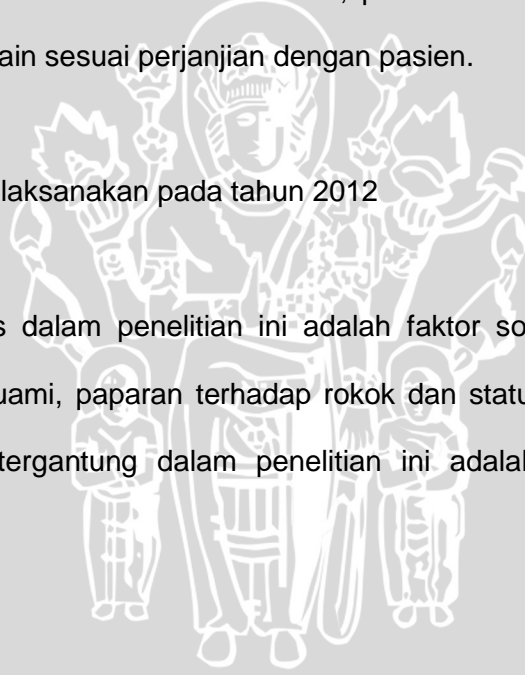 ain sesuai perjanjian dengan pasien.
laksanakan pada tahun 2012
s dalam penelitian ini adalah faktor so
uami, paparan terhadap rokok dan statu
tergantung dalam penelitian ini adalah